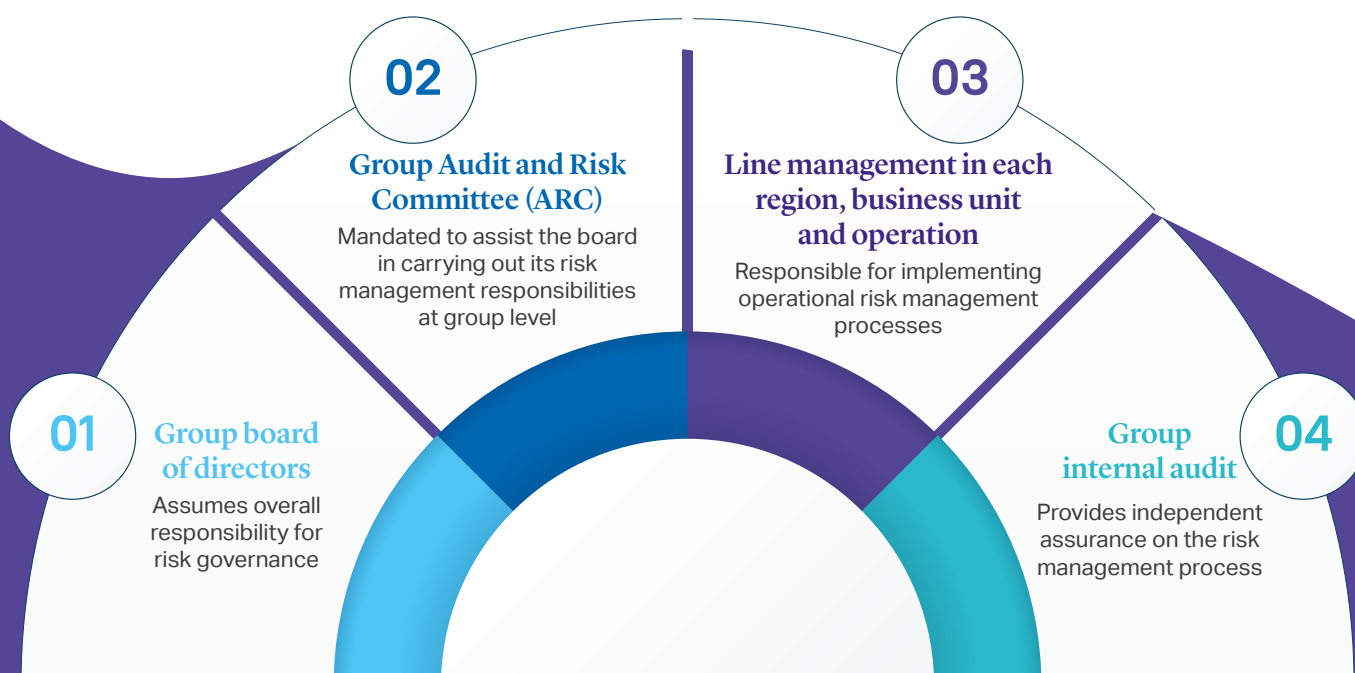 01
Group board
of directors
Assumes overall
responsibility for
risk governance
02
Group Audit and Risk
Committee (ARC)
Mandated to assist the board
in carrying out its risk
management responsibilities
at group level
03
Line management in each
region, business unit
and operation
Responsible for implementing
operational risk management
processes
04
Group
internal audit
Provides independent
assurance on the risk
management process